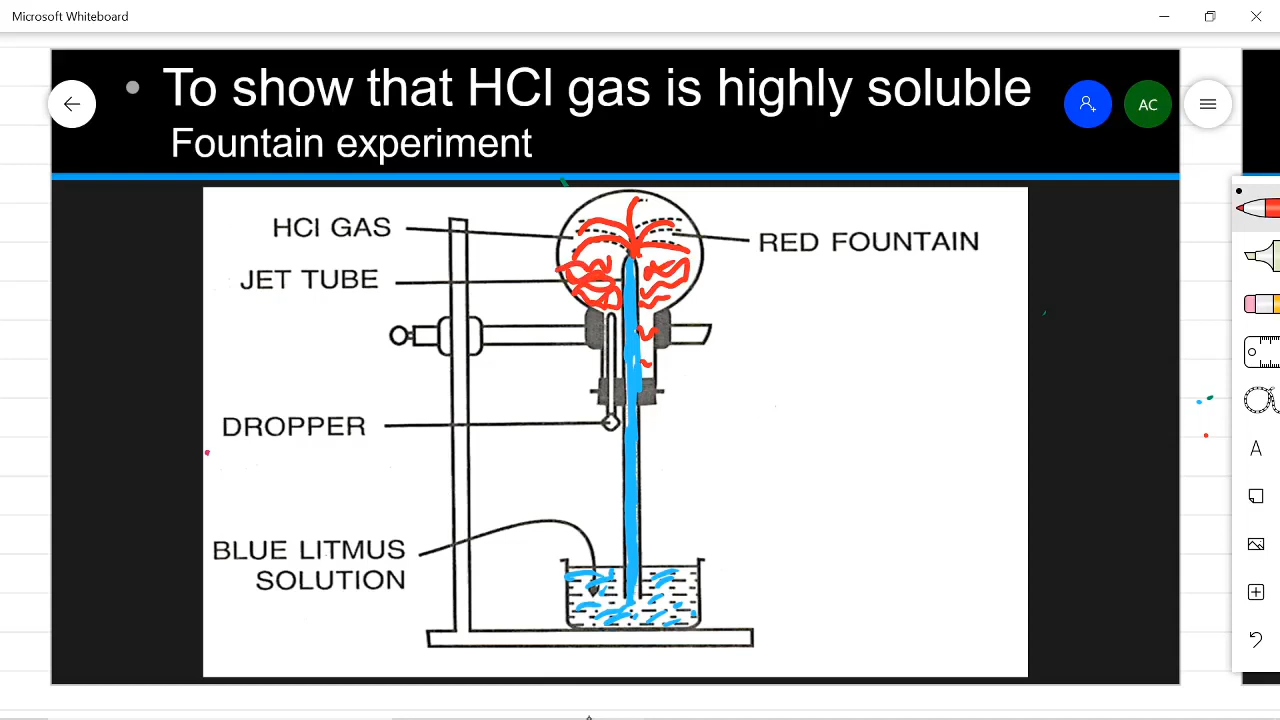 Microsoft Whiteboard
To show that HCl gas is highly soluble
Fountain experiment
AC
HCl GAS
RED FOUNTAIN
JET TUBE
DROPPER
BLUE LITMUS
SOLUTION
A